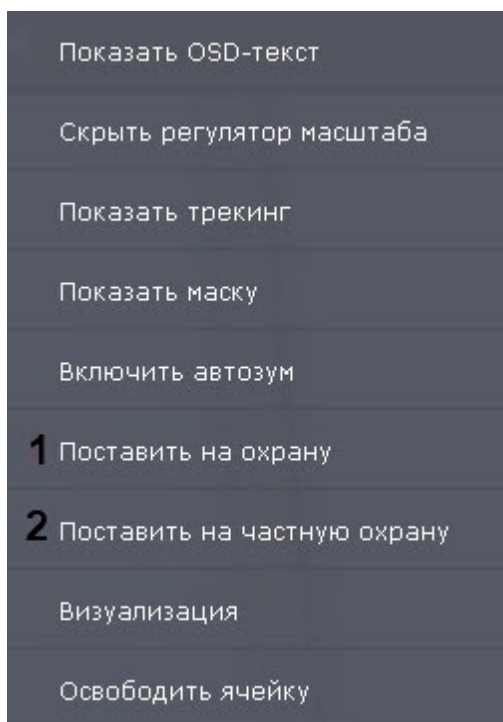 Показать OSD-текст
Скрыть регулятор масштаба
Показать трекинг
Показать маску
Включить автозум
1 Поставить на охрану
2 Поставить на частную охрану
Визуализация
Освободить ячейку